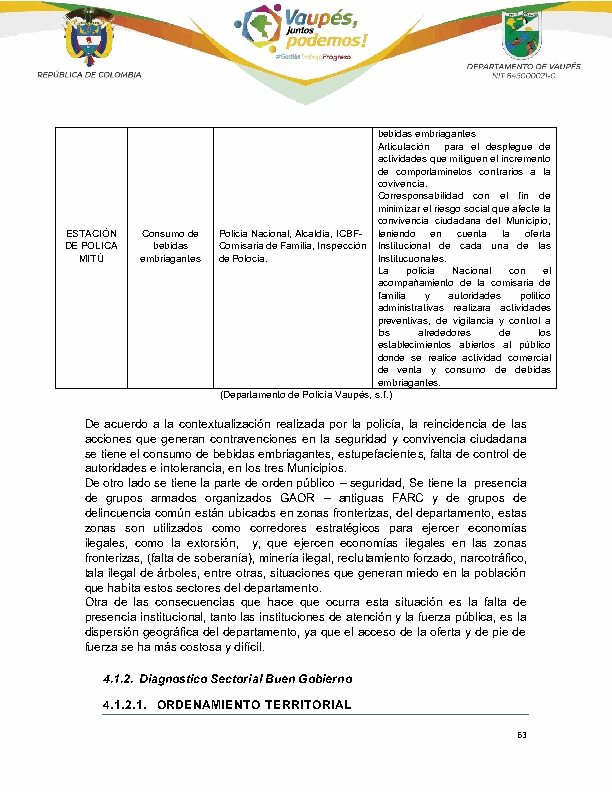 Vaupés,
juntos
podemos!
#GestiónTrabajoProgreso
REPÚBLICA DE COLOMBIA
DEPARTAMENTO DE VAUPÉS
NIT 845000021-0
ESTACIÓN
DE POLICA
MITÚ
Consumo de
bebidas
embriagantes
Policía Nacional, Alcaldía, ICBF-
Comisaria de Familia, Inspección
de Polocía.
bebidas embriagantes
Articulación para el despliegue de
actividades que mitiguen el incremento
de comportaminetos contrarios a la
covivencia.
Corresponsabilidad con el fin de
minimizar el riesgo social que afecte la
convivencia ciudadana del Municipio,
teniendo en cuenta la oferta
Institucional de cada una de las
Institucuonales.
La policía Nacional con el
acompañamiento de la comisaria de
familia y autoridades político
administrativas realizara actividades
preventivas, de vigilancia y control a
los alrededores de los
establecimientos abiertos al público
donde se realice actividad comercial
de venta y consumo de debidas
embriagantes.
(Departamento de Policía Vaupés, s.f.)
De acuerdo a la contextualización realizada por la policía, la reincidencia de las
acciones que generan contravenciones en la seguridad y convivencia ciudadana
se tiene el consumo de bebidas embriagantes, estupefacientes, falta de control de
autoridades e intolerancia, en los tres Municipios.
De otro lado se tiene la parte de orden público – seguridad, Se tiene la presencia
de grupos armados organizados GAOR – antiguas FARC y de grupos de
delincuencia común están ubicados en zonas fronterizas, del departamento, estas
zonas son utilizados como corredores estratégicos para ejercer economías
ilegales, como la extorsión, y, que ejercen economías ilegales en las zonas
fronterizas, (falta de soberanía), minería ilegal, reclutamiento forzado, narcotráfico,
tala ilegal de árboles, entre otras, situaciones que generan miedo en la población
que habita estos sectores del departamento.
Otra de las consecuencias que hace que ocurra esta situación es la falta de
presencia institucional, tanto las instituciones de atención y la fuerza pública, es la
dispersión geográfica del departamento, ya que el acceso de la oferta y de pie de
fuerza se ha más costosa y difícil.
4.1.2. Diagnostico Sectorial Buen Gobierno
4.1.2.1. ORDENAMIENTO TERRITORIAL
63